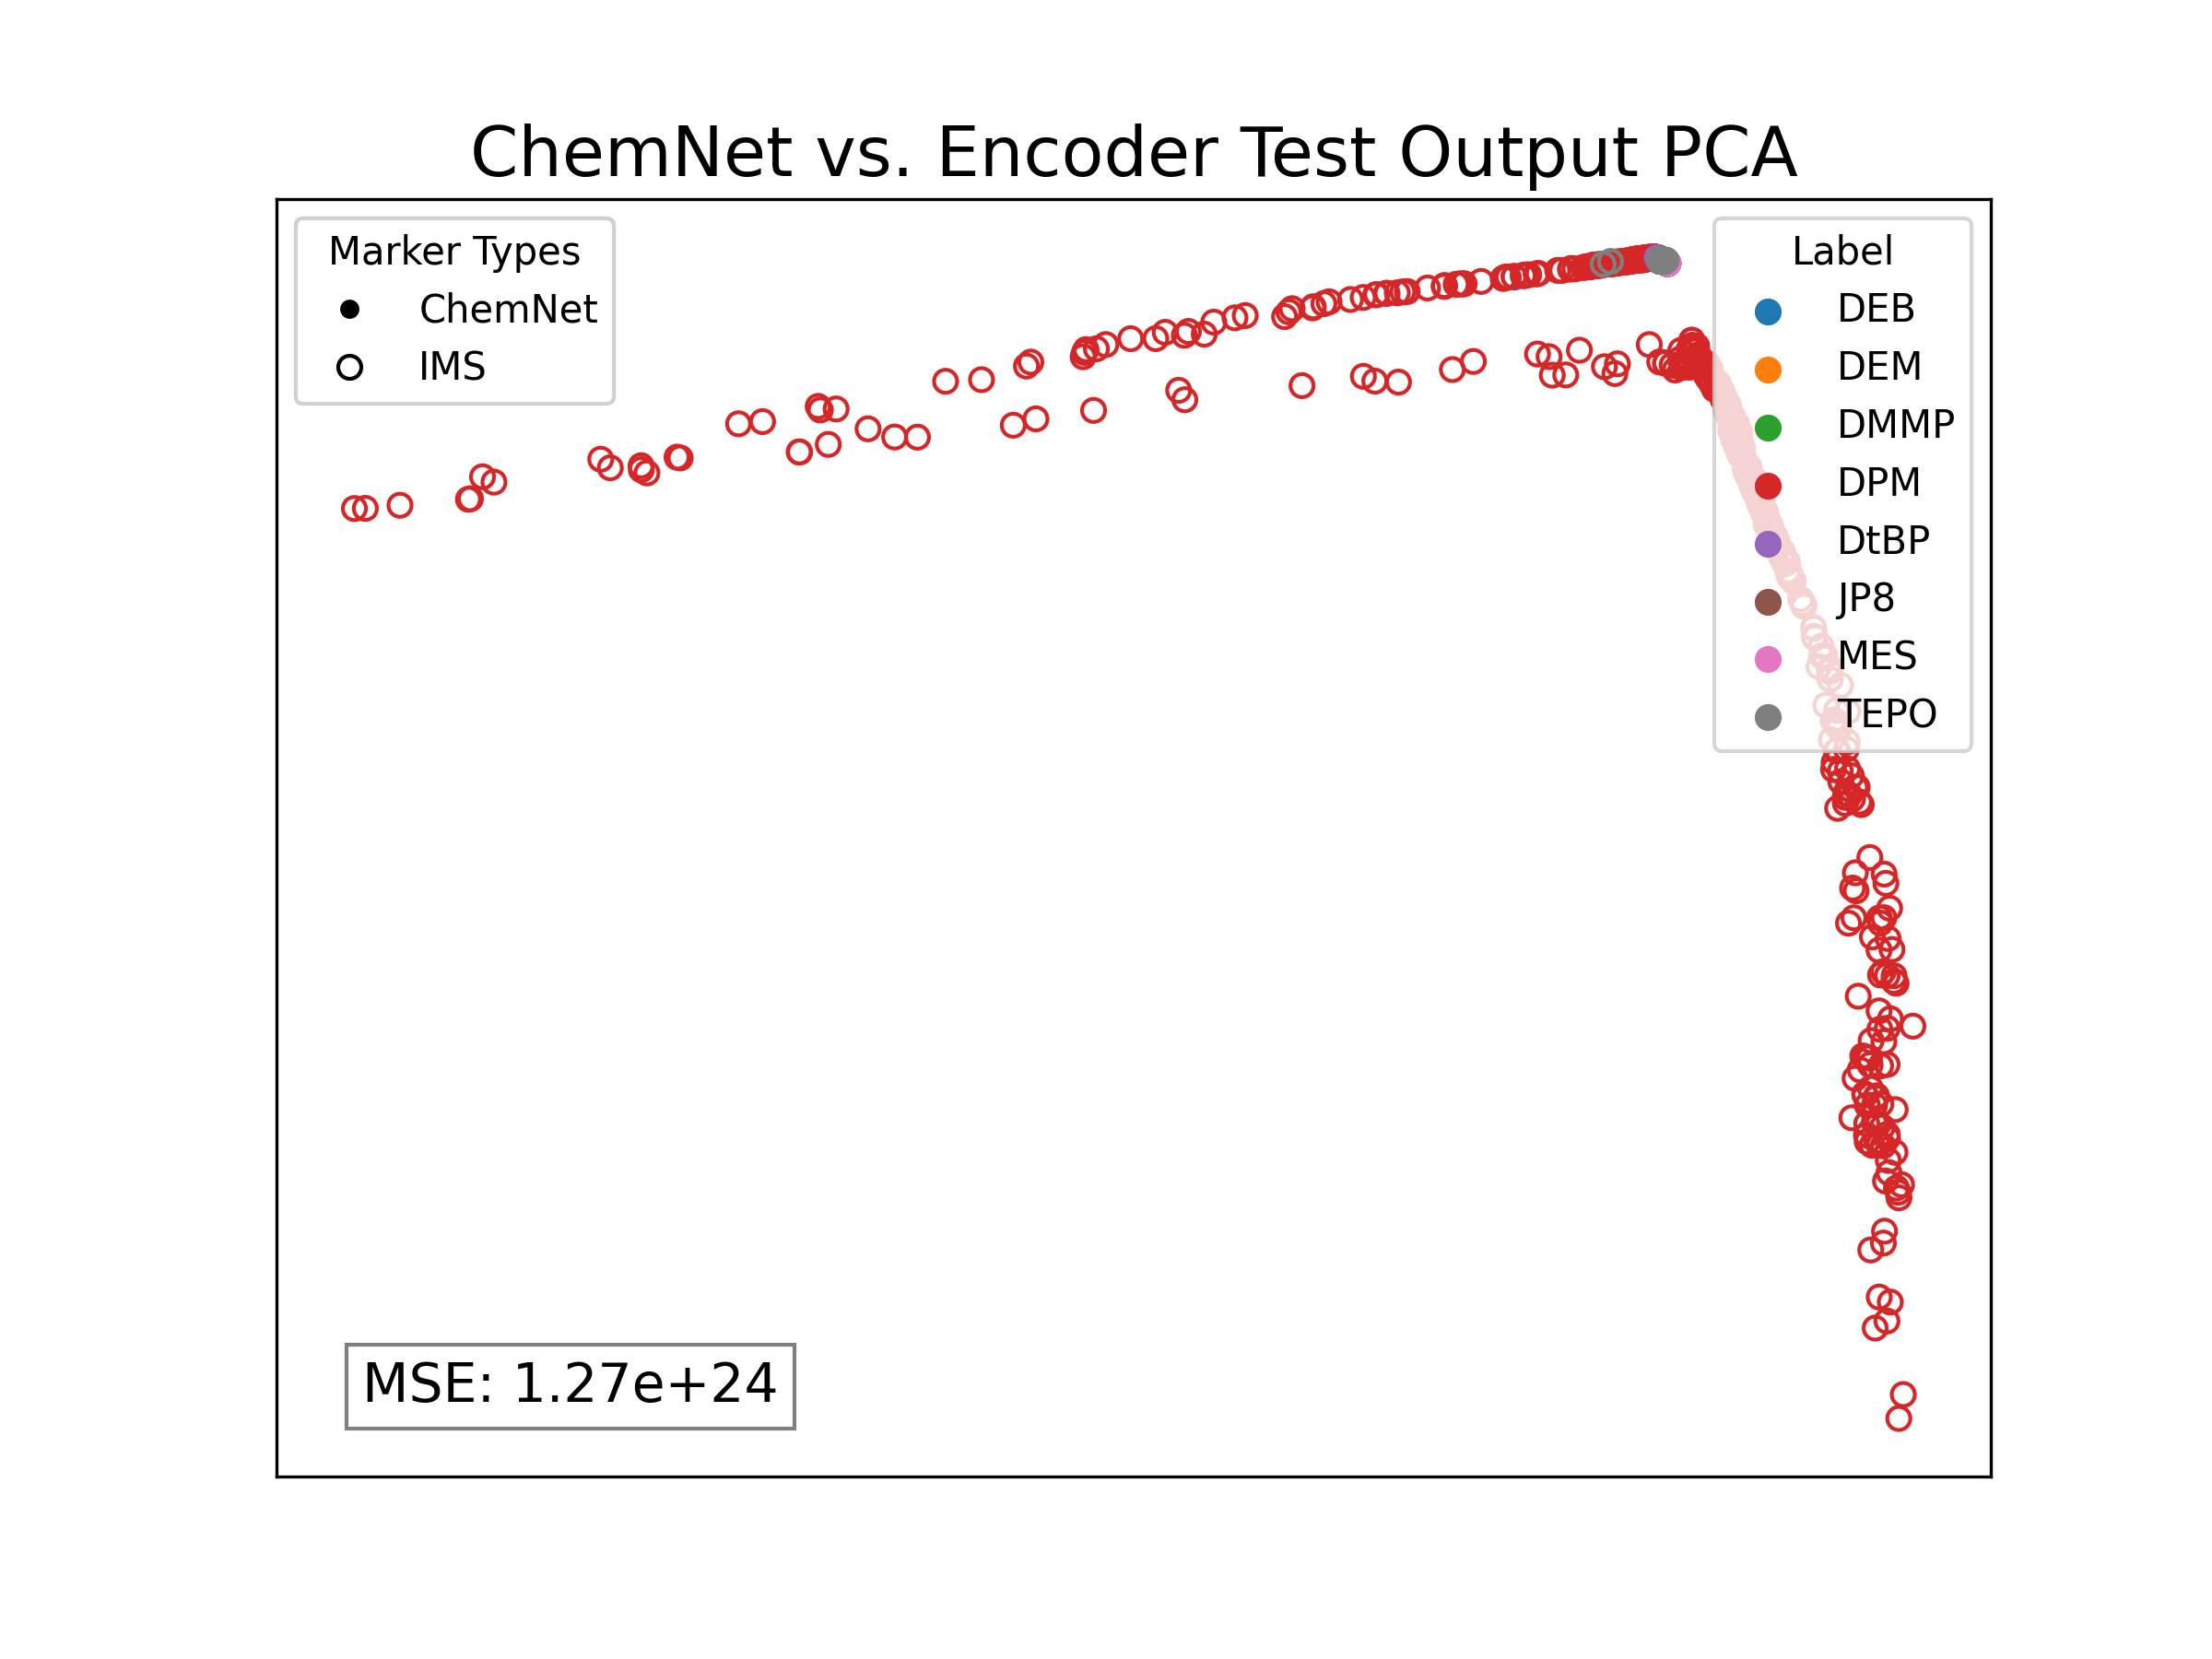 ChemNet vs. Encoder Test Output PCA
Marker Types
ChemNet
IMS
Label
DEB
DEM
DMMP
DPM
DtBP
JP8
MES
TEPO
MSE: 1.27e+24